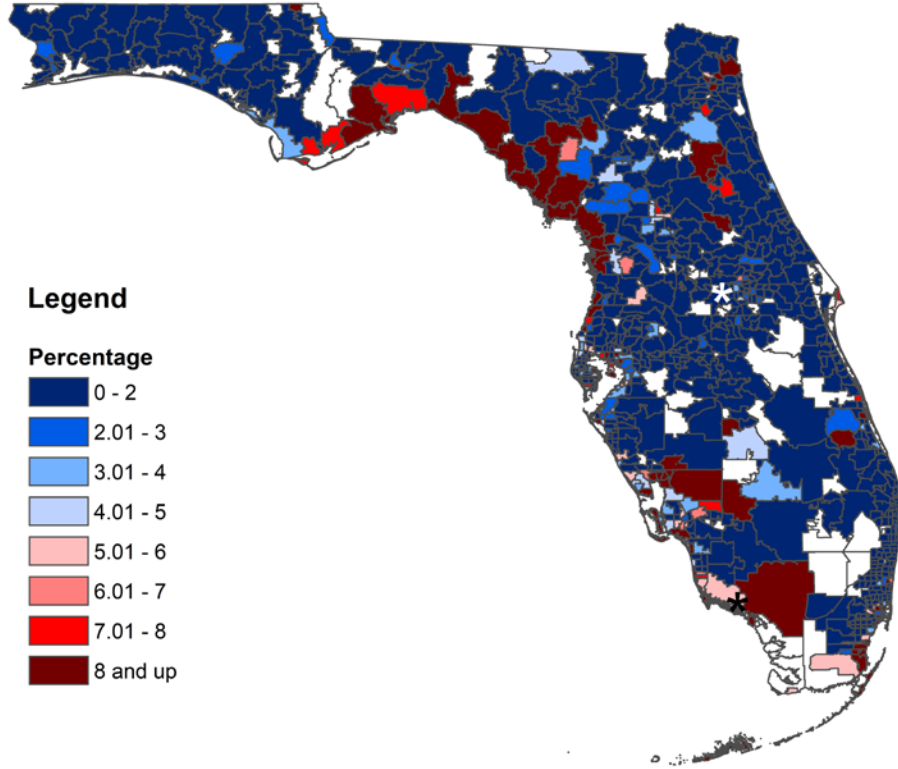 Legend
Percentage
0 - 2
2.01 - 3
3.01 - 4
4.01 - 5
5.01 - 6
6.01 - 7
7.01 - 8
8 and up
*
*